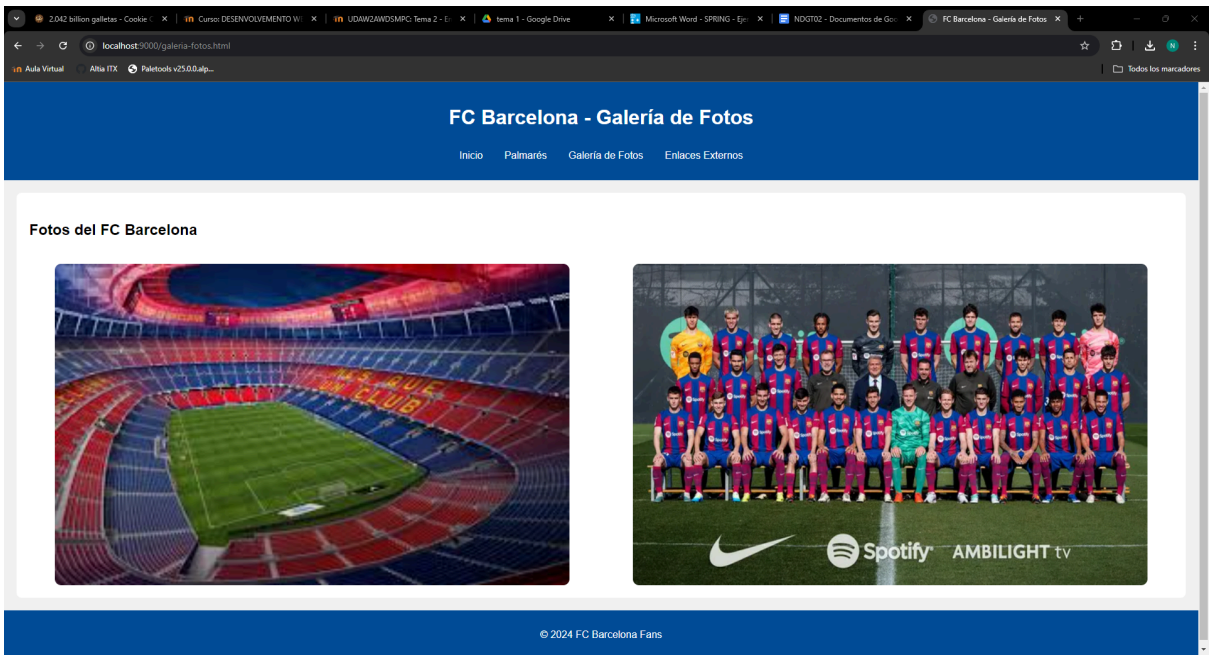 2.042 billion galletas - Cookie C
Curso: DESENVOLVEMENTO W
UDAW2AWDSMPC: Tema 2 - E
tema 1 - Google Drive
Microsoft Word - SPRING - Eje
NDGT02 - Documentos de Goo
FC Barcelona - Galería de Fotos
localhost:9000/galeria-fotos.html
N
Aula Virtual
Altia ITX
Paletools v25.0.0.alp...
Todos los marcadores
FC Barcelona - Galería de Fotos
Inicio Palmarés Galería de Fotos Enlaces Externos
Fotos del FC Barcelona
MÉS QUE
UN CLUB
Spotify AMBILIGHT tv
© 2024 FC Barcelona Fans